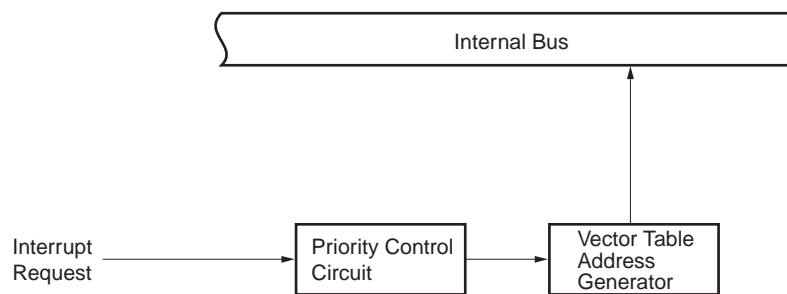 Internal Bus
Interrupt
Request
Priority Control
Circuit
Vector Table
Address
Generator